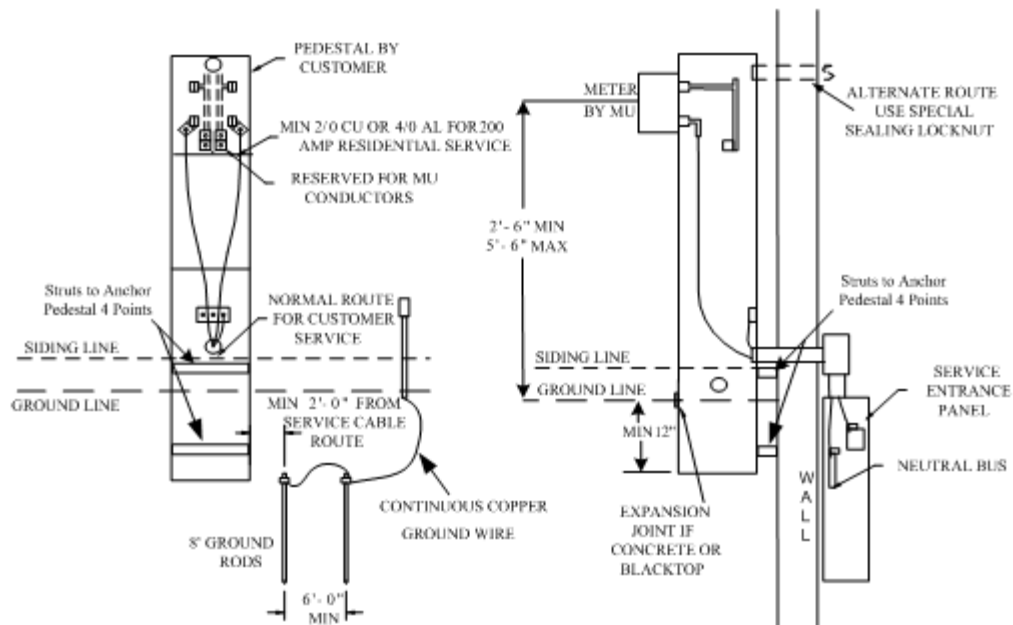 PEDESTAL BY
CUSTOMER
MIN 2/0 CU OR 4/0 AL FOR200
AMP RESIDENTIAL SERVICE
RESERVED FOR MU
CONDUCTORS
Struts to Anchor
Pedestal 4 Points
NORMAL ROUTE
FOR CUSTOMER
SERVICE
SIDING LINE
GROUND LINE
MIN 2'-0" FROM
SERVICE CABLE
ROUTE
CONTINUOUS COPPER
GROUND WIRE
8' GROUND
RODS
6'-0"
MIN
METER
BY MU
ALTERNATE ROUTE
USE SPECIAL
SEALING LOCKNUT
2'-6" MIN
5'-6" MAX
Struts to Anchor
Pedestal 4 Points
SIDING LINE
GROUND LINE
SERVICE
ENTRANCE
PANEL
MIN12"
NEUTRAL BUS
WALL
EXPANSION
JOINT IF
CONCRETE OR
BLACKTOP